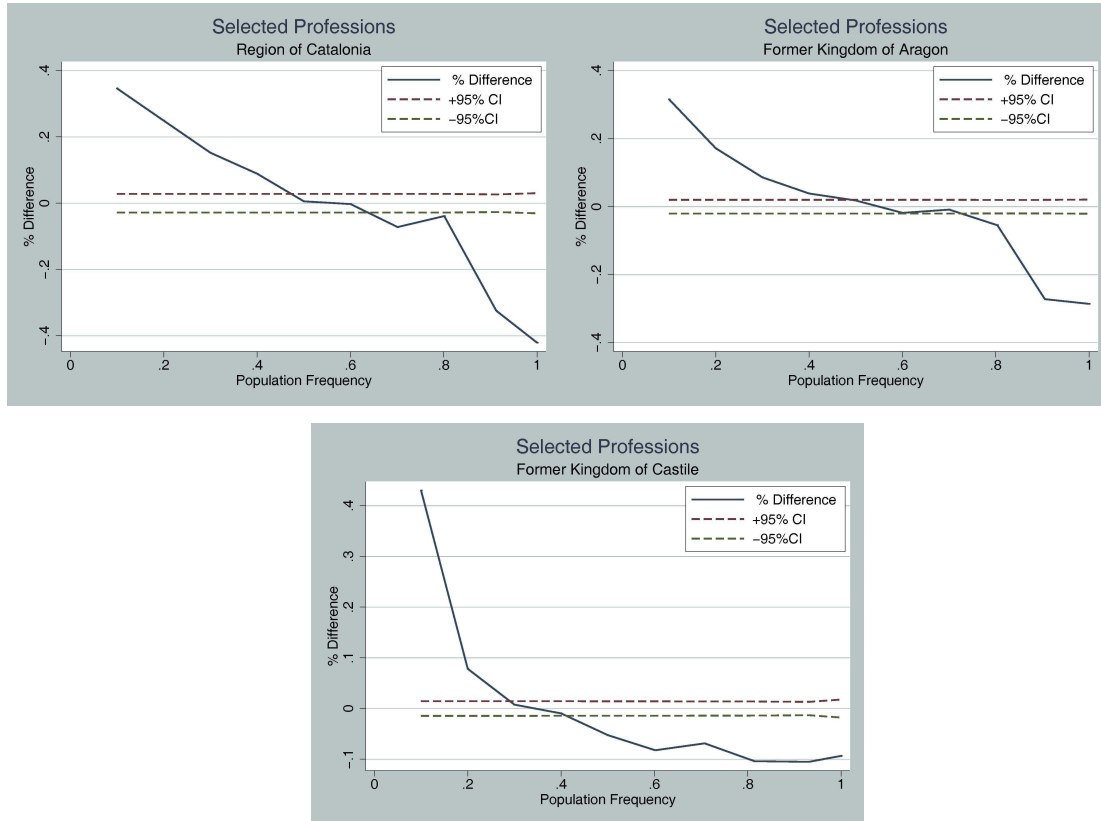 Selected Professions
Region of Catalonia
% Difference
+95% CI
−95%CI
% Difference
.4
.2
0
−.2
−.4
0 .2 .4 .6 .8 1
Population Frequency
Selected Professions
Former Kingdom of Aragon
% Difference
+95% CI
−95%CI
% Difference
.4
.2
0
−.2
−.4
0 .2 .4 .6 .8 1
Population Frequency
Selected Professions
Former Kingdom of Castile
% Difference
+95% CI
−95%CI
% Difference
.4
.3
.2
.1
0
−.1
0 .2 .4 .6 .8 1
Population Frequency